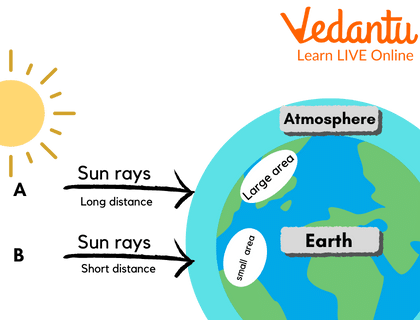 Vedantu
Learn LIVE Online
Atmosphere
A
Sun rays
Long distance
Large area
B
Sun rays
Short distance
small area
Earth